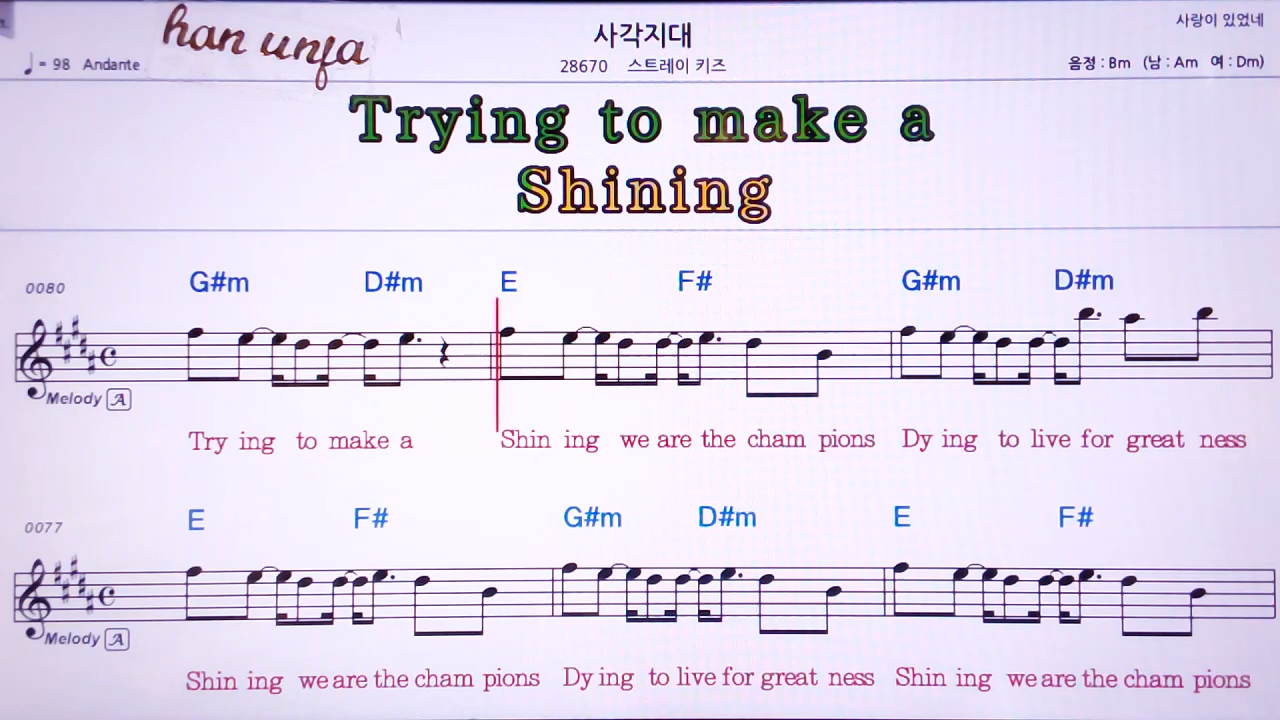 han unja
사각지대
사랑이 있었네
♩ = 98 Andante
28670 스트레이 키즈
음정 : Bm (남 : Am 여 : Dm)
Trying to make a
Shining
0080
G#m D#m E F# G#m D#m
Melody A
Try ing to make a Shin ing we are the cham pions Dy ing to live for great ness
0077
E F# G#m D#m E F#
Melody A
Shin ing we are the cham pions Dy ing to live for great ness Shin ing we are the cham pions